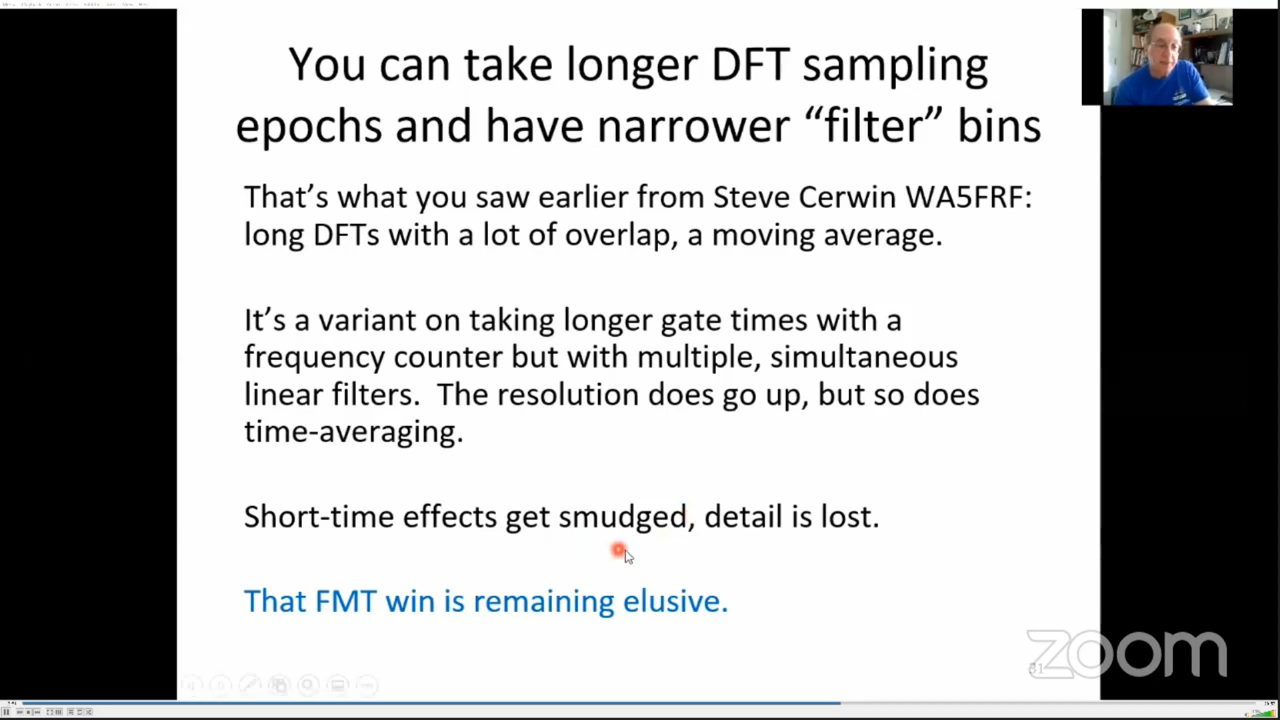 You can take longer DFT sampling
epochs and have narrower “filter” bins
That’s what you saw earlier from Steve Cerwin WA5FRF:
long DFTs with a lot of overlap, a moving average.
It’s a variant on taking longer gate times with a
frequency counter but with multiple, simultaneous
linear filters.  The resolution does go up, but so does
time-averaging.
Short-time effects get smudged, detail is lost.
That FMT win is remaining elusive.
zoom
31